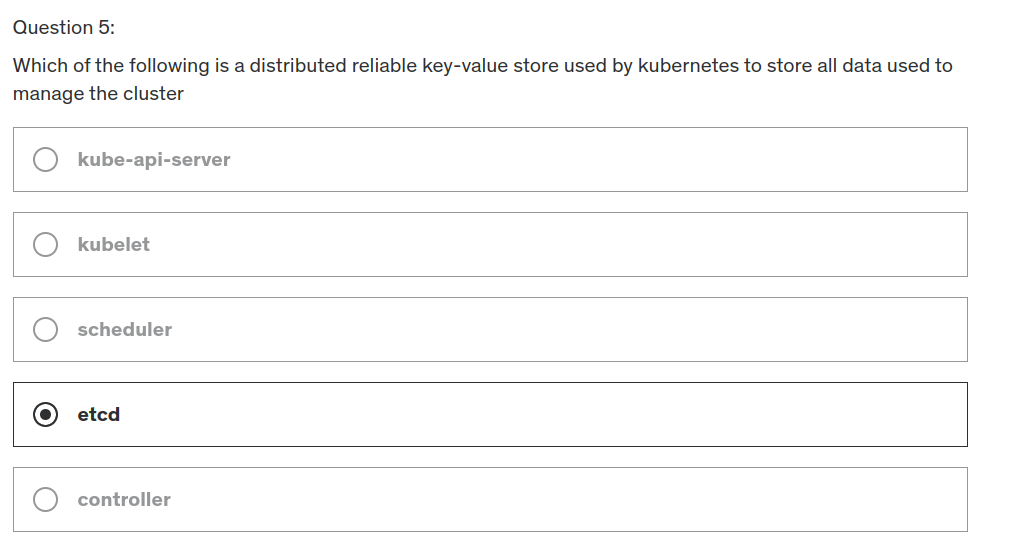 Question 5:
Which of the following is a distributed reliable key-value store used by kubernetes to store all data used to
manage the cluster
kube-api-server
kubelet
scheduler
etcd
controller